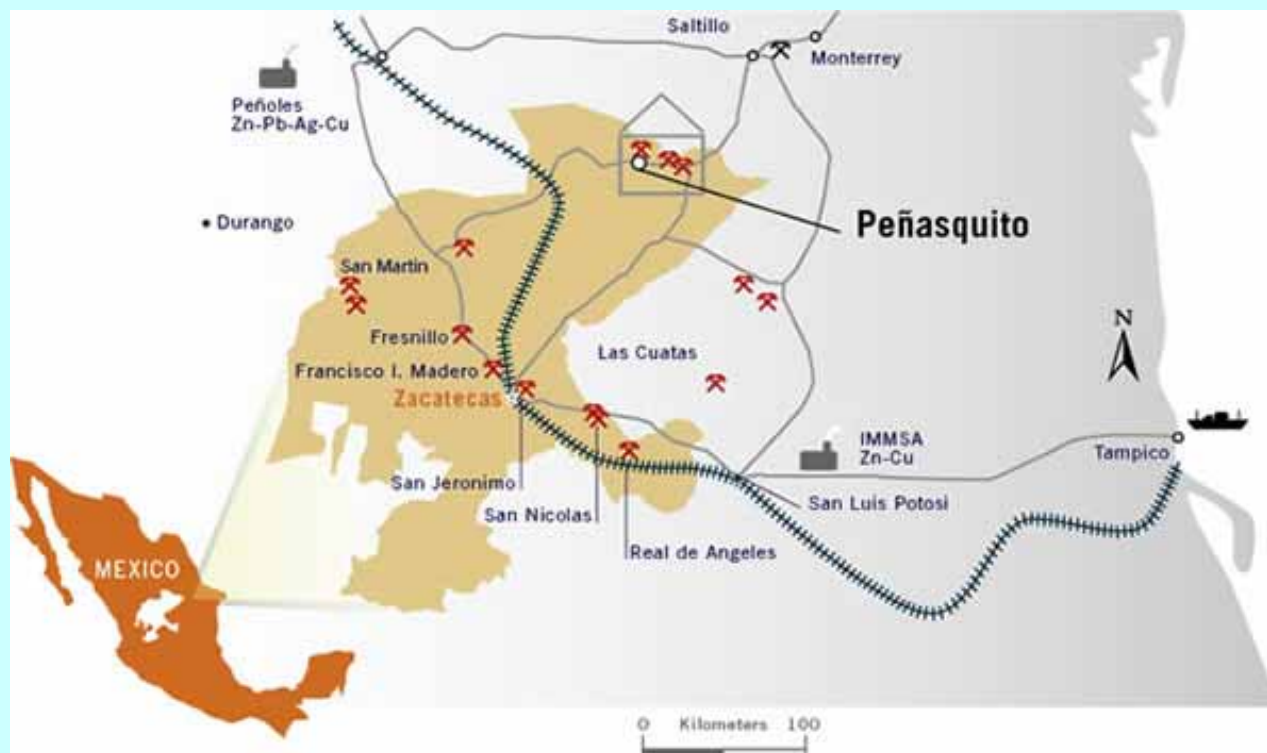 Saltillo
Monterrey
Peñoles
Zn-Pb-Ag-Cu
Peñasquito
Durango
San Martin
Fresnillo
Las Cuatas
Francisco I. Madero
Zacatecas
N
IMMSA
Zn-Cu
Tampico
San Jeronimo
San Luis Potosi
San Nicolas
Real de Angeles
MEXICO
0 Kilometers 100